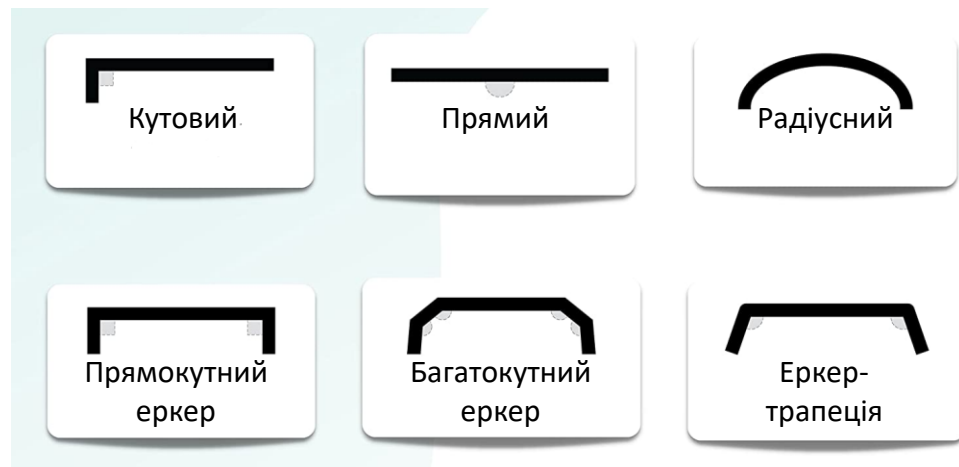 Кутовий
Прямий
Радіусний
Прямокутний
еркер
Багатокутний
еркер
Еркер-
трапеція